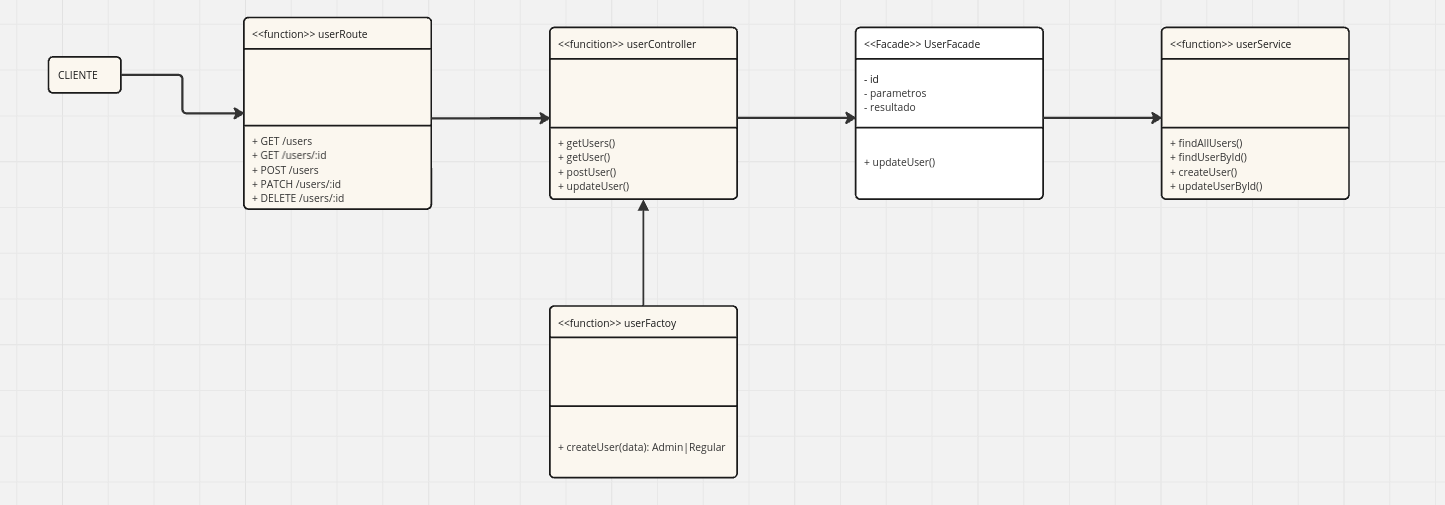 CLIENTE
<<function>> userRoute
+ GET /users
+ GET /users/:id
+ POST /users
+ PATCH /users/:id
+ DELETE /users/:id
<<funcition>> userController
+ getUsers()
+ getUser()
+ postUser()
+ updateUser()
<<Facade>> UserFacade
- id
- parametros
- resultado
+ updateUser()
<<function>> userService
+ findAllUsers()
+ findUserById()
+ createUser()
+ updateUserById()
<<function>> userFactoy
+ createUser(data): Admin|Regular